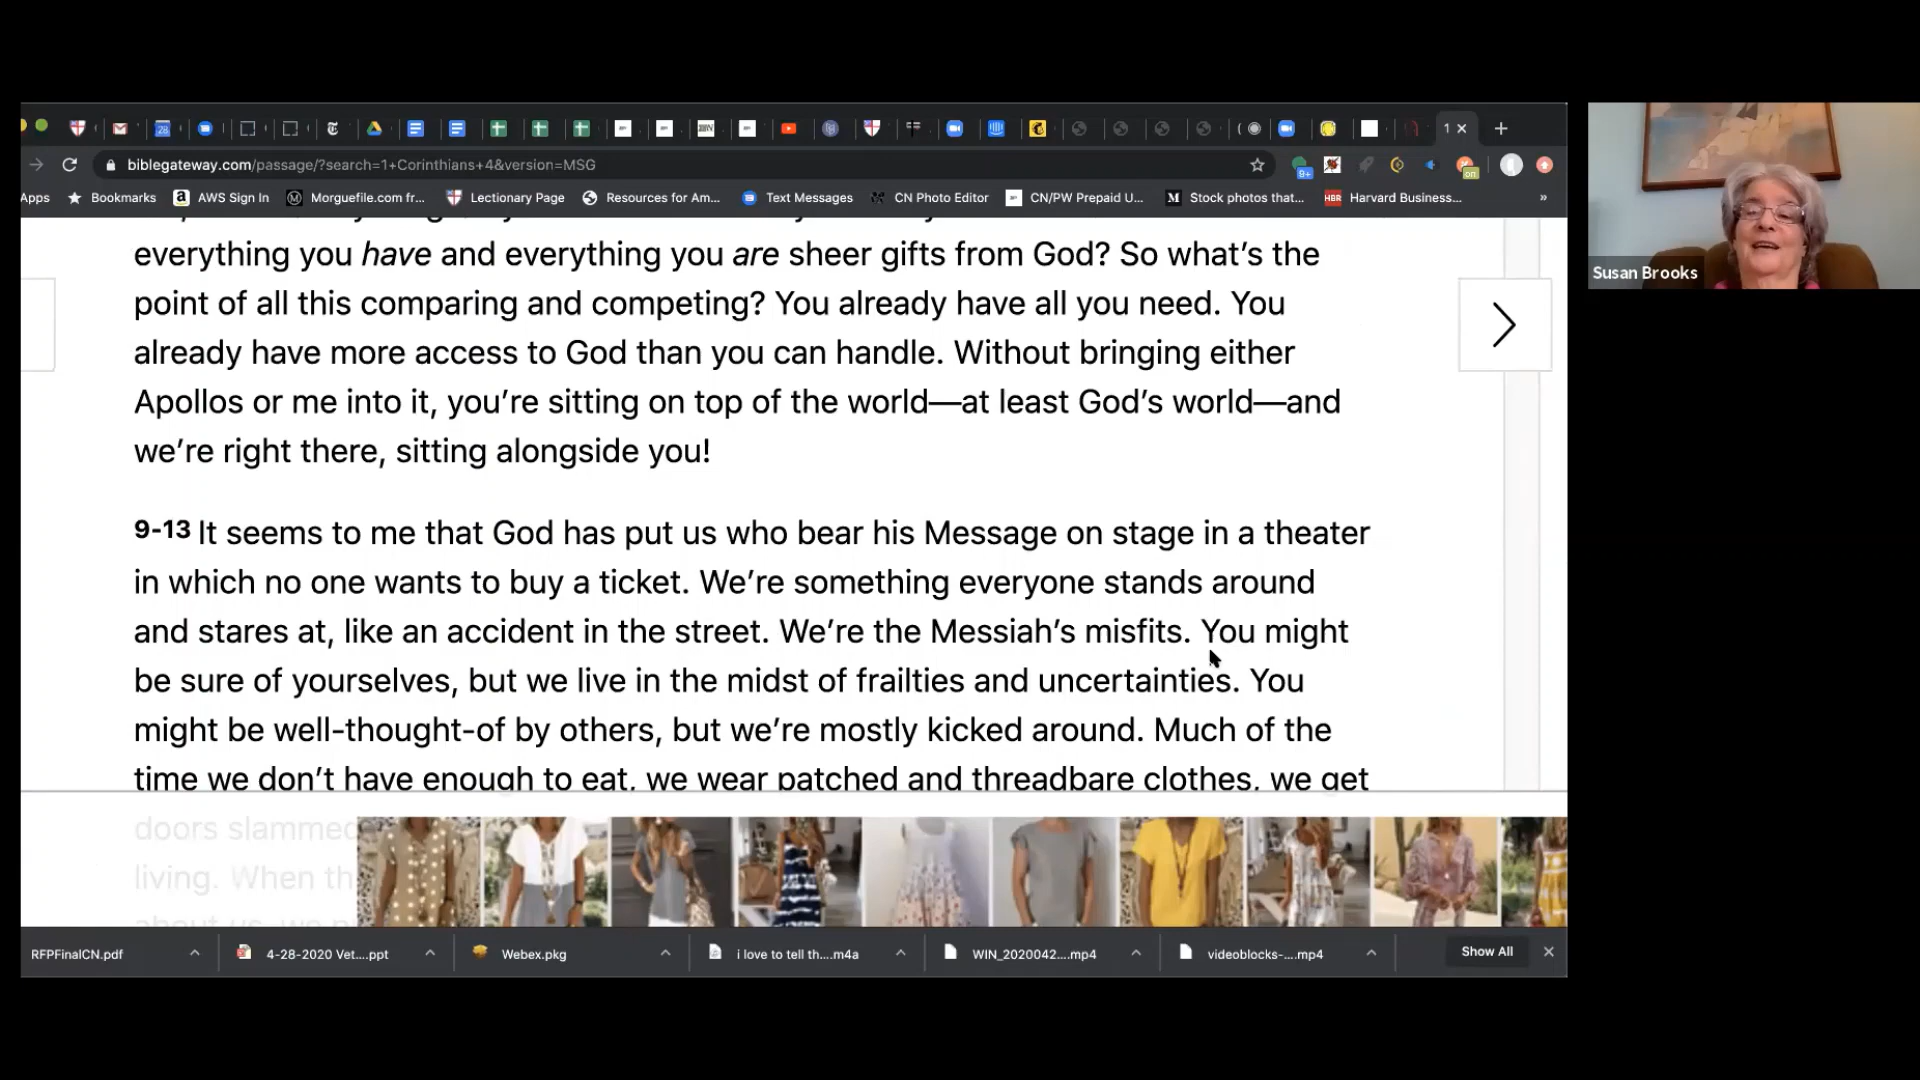 28
1
biblegateway.com/passage/?search=1+Corinthians+4&version=MSG
9+
on
Apps
Bookmarks
a AWS Sign In
Morguefile.com fr...
Lectionary Page
Resources for Am...
Text Messages
CN Photo Editor
CN/PW Prepaid U...
Stock photos that...
HBR Harvard Business...
»
everything you have and everything you are sheer gifts from God? So what’s the
point of all this comparing and competing? You already have all you need. You
already have more access to God than you can handle. Without bringing either
Apollos or me into it, you’re sitting on top of the world—at least God’s world—and
we’re right there, sitting alongside you!
9-13 It seems to me that God has put us who bear his Message on stage in a theater
in which no one wants to buy a ticket. We’re something everyone stands around
and stares at, like an accident in the street. We’re the Messiah’s misfits. You might
be sure of yourselves, but we live in the midst of frailties and uncertainties. You
might be well-thought-of by others, but we’re mostly kicked around. Much of the
time we don’t have enough to eat, we wear patched and threadbare clothes, we get
doors slammed
living. When th
about us, we p
RFPFinalCN.pdf
4-28-2020 Vet....ppt
Webex.pkg
i love to tell th....m4a
WIN_2020042....mp4
videoblocks-....mp4
Show All
Susan Brooks